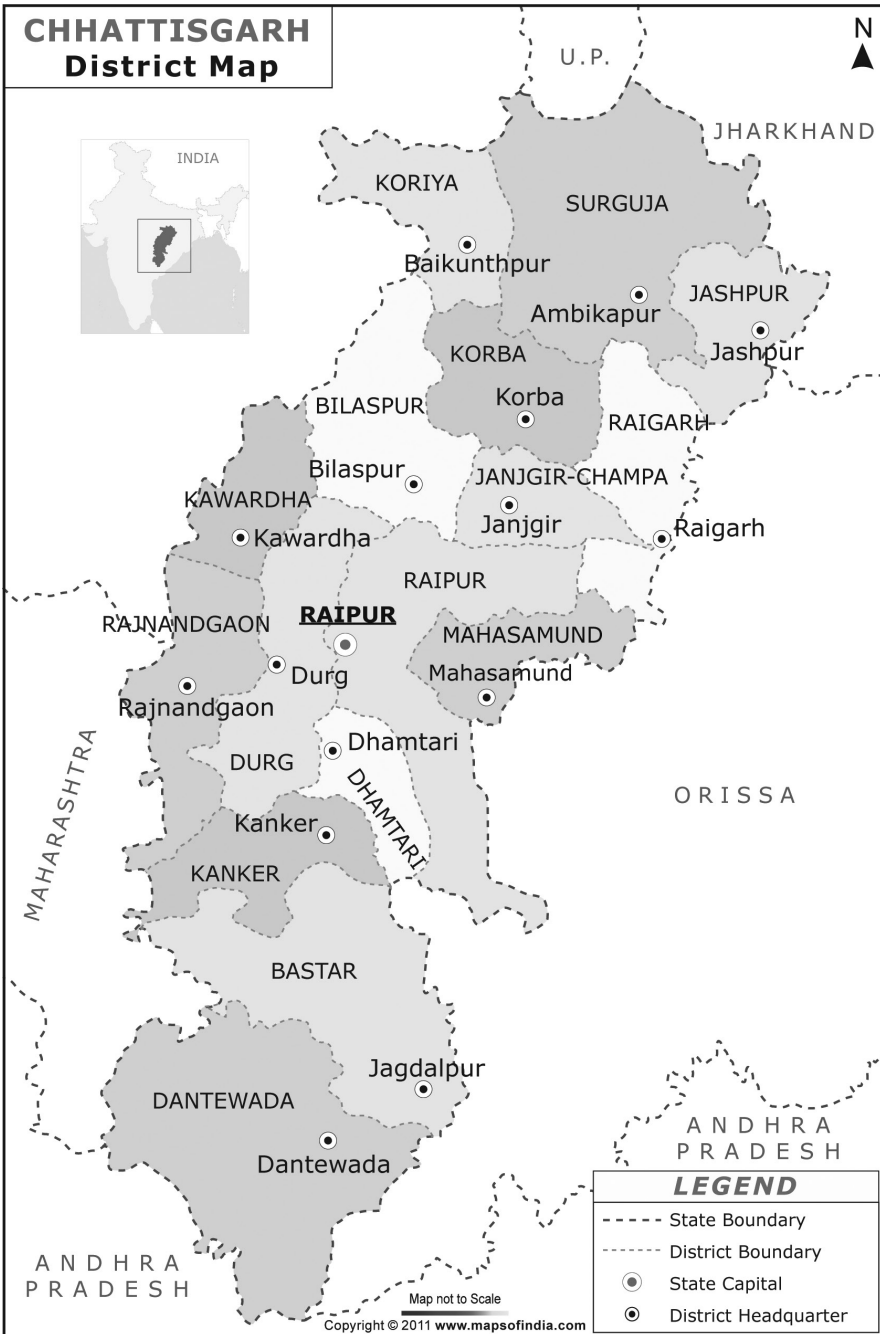 CHHATTISGARH
District Map
N
U.P.
JHARKHAND
INDIA
KORIYA
SURGUJA
Baikunthpur
JASHPUR
Ambikapur
Jashpur
KORBA
Korba
BILASPUR
RAIGARH
Bilaspur
JANJGIR-CHAMPA
KAWARDHA
Janjgir
Raigarh
Kawardha
RAIPUR
RAIPUR
RAJNANDGAON
MAHASAMUND
Durg
Mahasamund
Rajnandgaon
Dhamtari
DURG
DHAMTARI
MAHARASHTRA
ORISSA
Kanker
KANKER
BASTAR
Jagdalpur
DANTEWADA
Dantewada
ANDHRA
PRADESH
ANDHRA
PRADESH
LEGEND
State Boundary
District Boundary
State Capital
District Headquarter
Map not to Scale
Copyright © 2011 www.mapsofindia.com